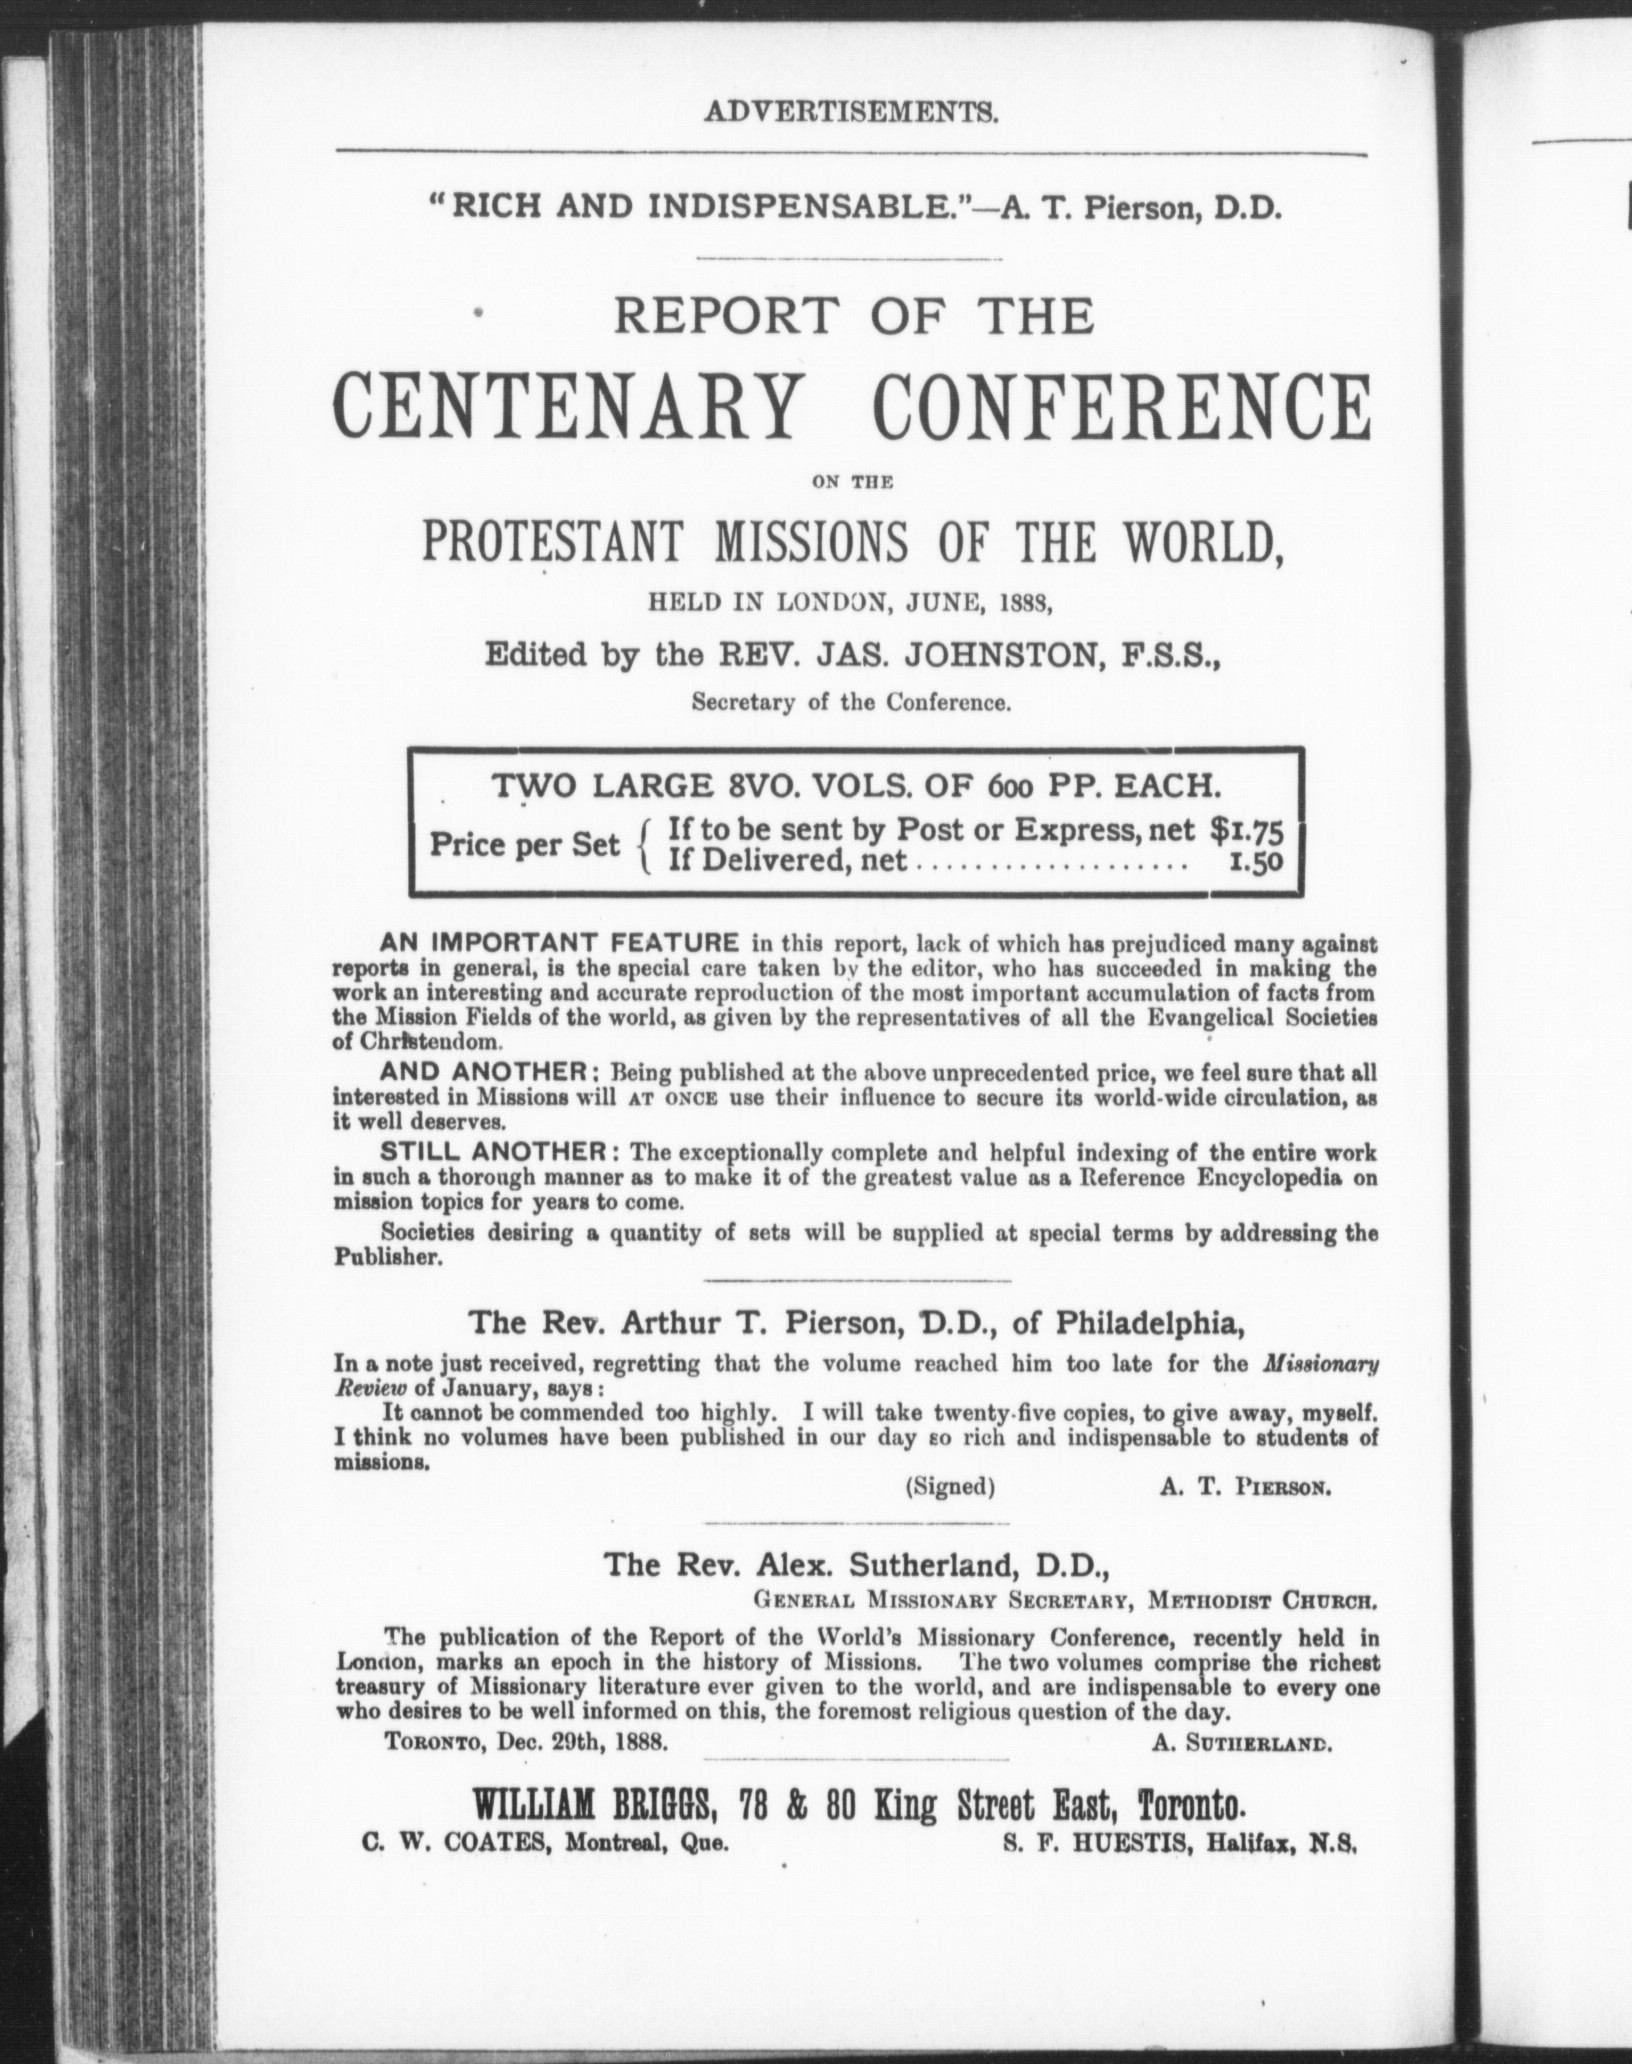 ADVERTISEMENTS.
"RICH AND INDISPENSABLE."—A. T. Pierson, D.D.
REPORT OF THE
CENTENARY CONFERENCE
ON THE
PROTESTANT MISSIONS OF THE WORLD,
HELD IN LONDON, JUNE, 1888,
Edited by the REV. JAS. JOHNSTON, F.S.S.,
Secretary of the Conference.
TWO LARGE 8VO. VOLS. OF 600 PP. EACH.
Price per Set { If to be sent by Post or Express, net $1.75
If Delivered, net ................... 1.50
AN IMPORTANT FEATURE in this report, lack of which has prejudiced many against
reports in general, is the special care taken by the editor, who has succeeded in making the
work an interesting and accurate reproduction of the most important accumulation of facts from
the Mission Fields of the world, as given by the representatives of all the Evangelical Societies
of Christendom.
AND ANOTHER: Being published at the above unprecedented price, we feel sure that all
interested in Missions will AT ONCE use their influence to secure its world-wide circulation, as
it well deserves.
STILL ANOTHER: The exceptionally complete and helpful indexing of the entire work
in such a thorough manner as to make it of the greatest value as a Reference Encyclopedia on
mission topics for years to come.
Societies desiring a quantity of sets will be supplied at special terms by addressing the
Publisher.
The Rev. Arthur T. Pierson, D.D., of Philadelphia,
In a note just received, regretting that the volume reached him too late for the Missionary
Review of January, says:
It cannot be commended too highly. I will take twenty-five copies, to give away, myself.
I think no volumes have been published in our day so rich and indispensable to students of
missions.
(Signed) A. T. PIERSON.
The Rev. Alex. Sutherland, D.D.,
GENERAL MISSIONARY SECRETARY, METHODIST CHURCH.
The publication of the Report of the World's Missionary Conference, recently held in
London, marks an epoch in the history of Missions. The two volumes comprise the richest
treasury of Missionary literature ever given to the world, and are indispensable to every one
who desires to be well informed on this, the foremost religious question of the day.
TORONTO, Dec. 29th, 1888. A. SUTHERLAND.
WILLIAM BRIGGS, 78 & 80 King Street East, Toronto.
C. W. COATES, Montreal, Que. S. F. HUESTIS, Halifax, N.S.